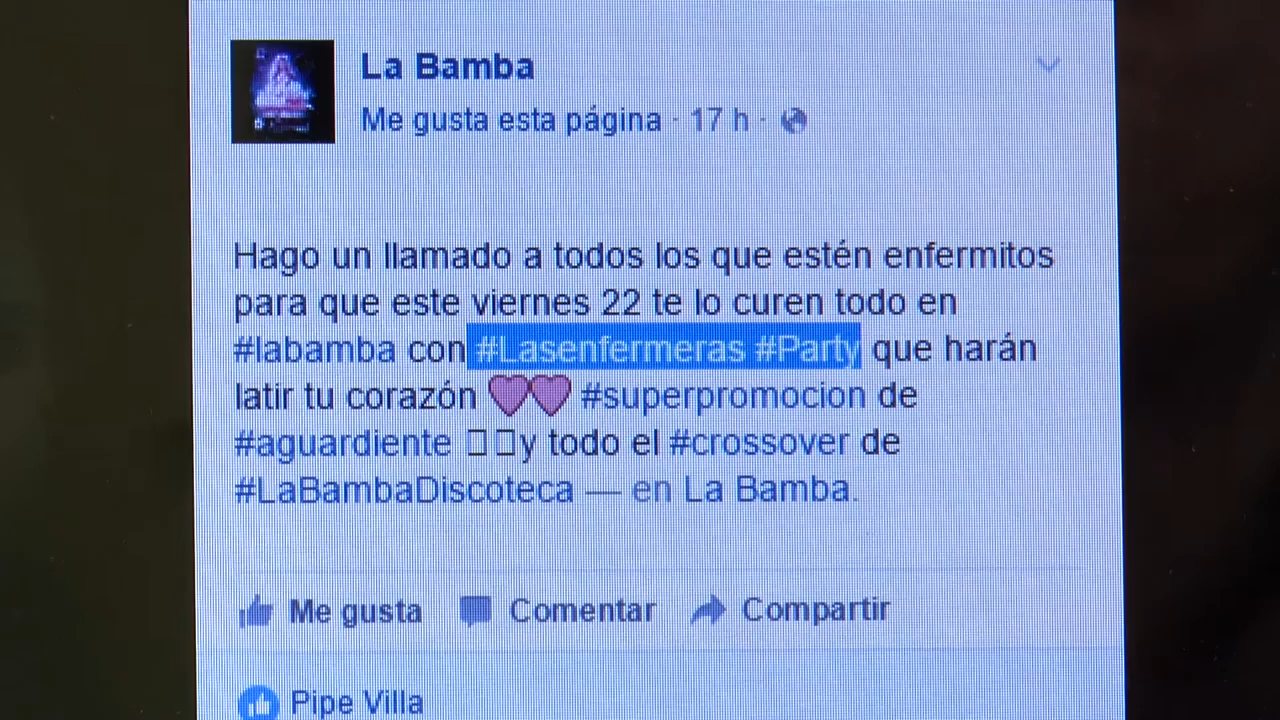 La Bamba
Me gusta esta página · 17 h ·
Hago un llamado a todos los que estén enfermitos
para que este viernes 22 te lo curen todo en
#labamba con #Lasenfermeras #Party que harán
latir tu corazón 💜💜 #superpromocion de
#aguardiente □□y todo el #crossover de
#LaBambaDiscoteca — en La Bamba.
Me gusta Comentar Compartir
Pipe Villa